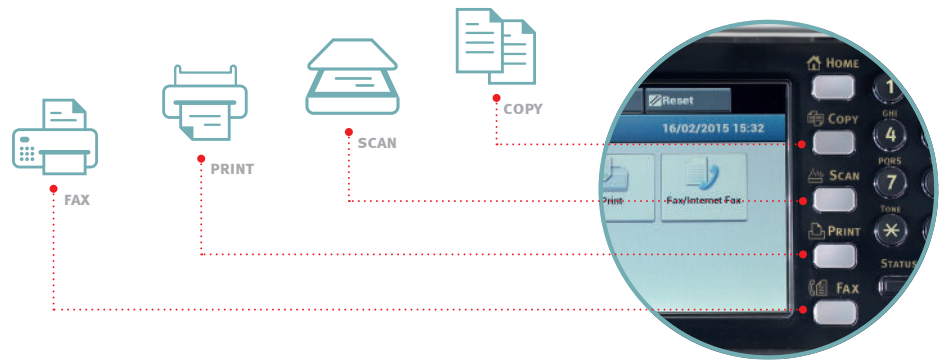 COPY
SCAN
PRINT
FAX
Reset
16/02/2015 15:32
Print
Fax/Internet Fax
HOME
COPY
SCAN
PRINT
FAX
1
GHI
4
PQRS
7
TONE
*
STATUS